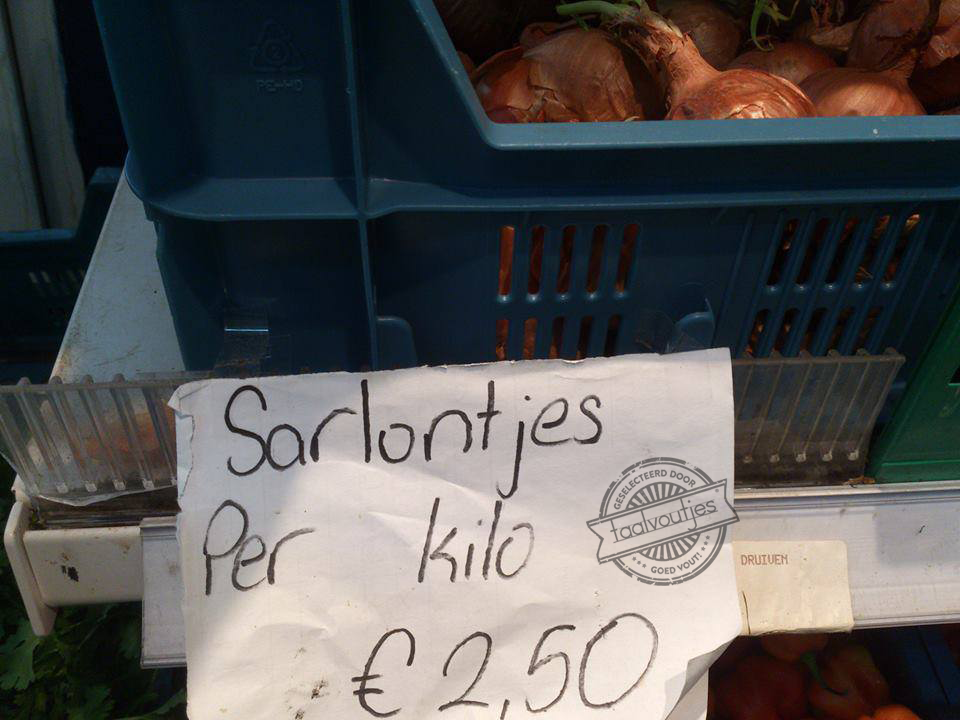 PE-HD
Sarlontjes
Per kilo
€ 2,50
GESELECTEERD DOOR
taalvoutjes
GOED VOUT!
DRUIVEN